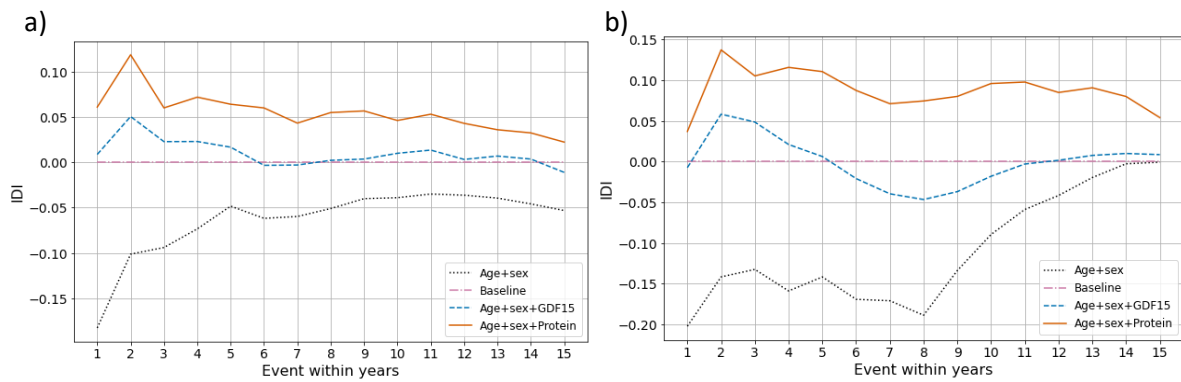 a)
0.10
0.05
0.00
−0.05
−0.10
−0.15
IDI
1 2 3 4 5 6 7 8 9 10 11 12 13 14 15
Event within years
Age+sex
Baseline
Age+sex+GDF15
Age+sex+Protein
b)
0.15
0.10
0.05
0.00
−0.05
−0.10
−0.15
−0.20
IDI
1 2 3 4 5 6 7 8 9 10 11 12 13 14 15
Event within years
Age+sex
Baseline
Age+sex+GDF15
Age+sex+Protein